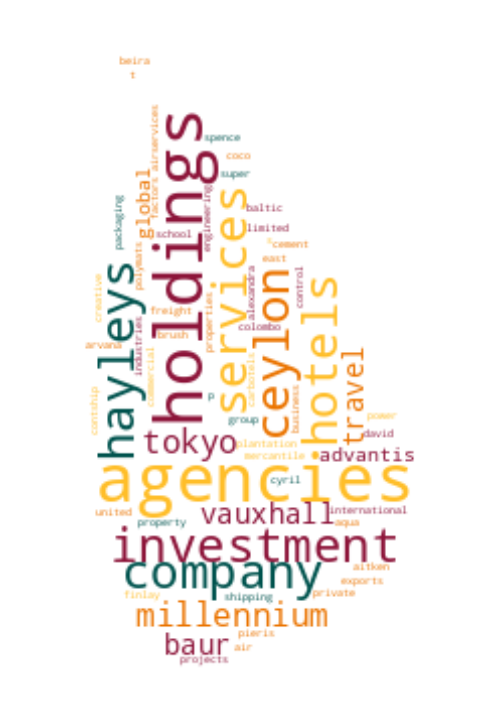 beira
t
holdings
spence
airservices
factors
global
coco
super
services
engineering
packaging
school
baltic
limited
polymats
cement
east
hayleys
ceylon
hotels
alexandra
control
creative
freight
properties
colombo
industries
brush
arvana
commercial
carbotels
travel
business
contship
p
group
power
david
tokyo
plantation
mercantile
advantis
agencies
cyril
united
vauxhall
international
property
aqua
investment
company
aitken
exports
finlay
shipping
private
millennium
pieris
baur
air
projects